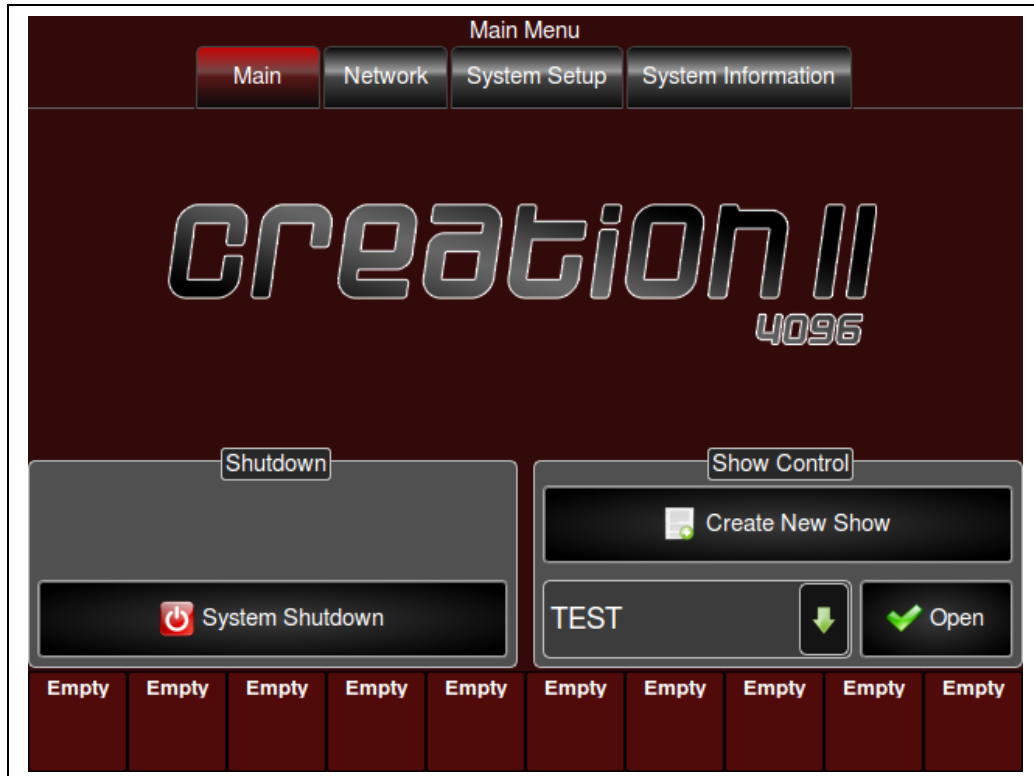 Main Menu
Main Network System Setup System Information
creation II
4096
Shutdown
Show Control
Create New Show
System Shutdown
TEST
Open
Empty Empty Empty Empty Empty Empty Empty Empty Empty Empty